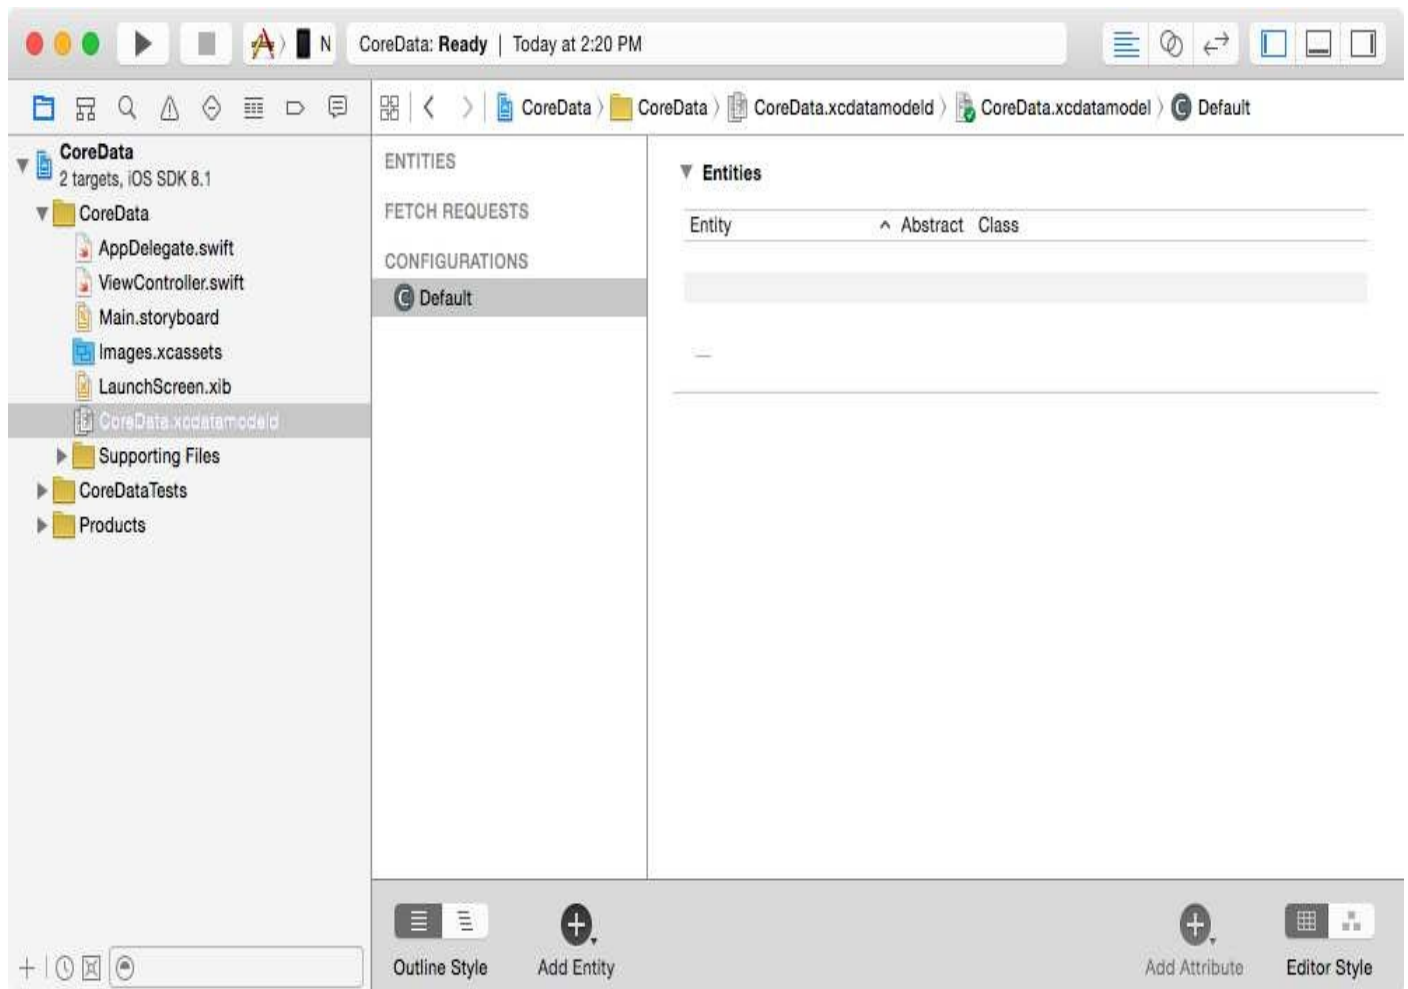 N
CoreData: Ready | Today at 2:20 PM
CoreData 〉 CoreData 〉 CoreData.xcdatamodeld 〉 CoreData.xcdatamodel 〉 C Default
CoreData
2 targets, iOS SDK 8.1
CoreData
AppDelegate.swift
ViewController.swift
Main.storyboard
Images.xcassets
LaunchScreen.xib
CoreData.xcdatamodeld
Supporting Files
CoreDataTests
Products
ENTITIES
FETCH REQUESTS
CONFIGURATIONS
C Default
Entities
Entity Abstract Class
Outline Style
Add Entity
Add Attribute
Editor Style